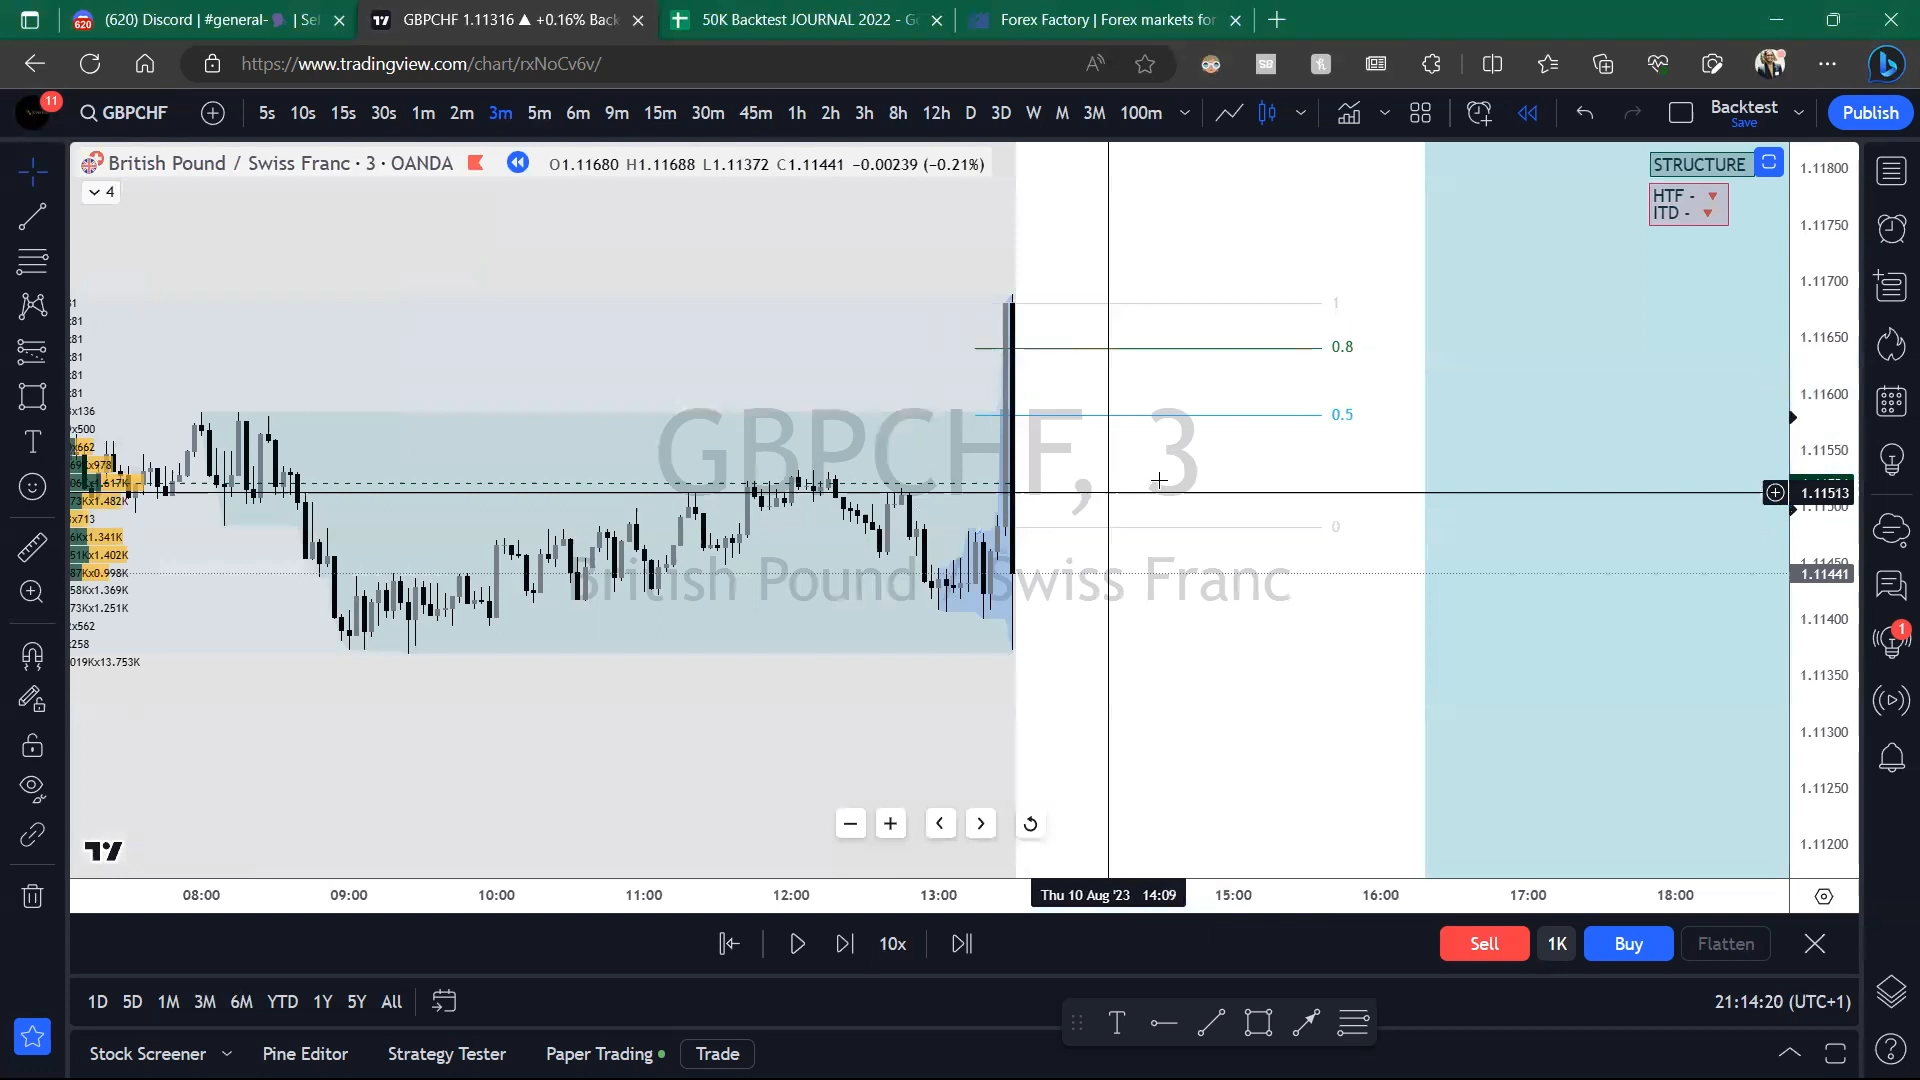 (620) Discord | #general- | Se
GBPCHF 1.11316 ▲ +0.16% Back
50K Backtest JOURNAL 2022 - G
Forex Factory | Forex markets for
https://www.tradingview.com/chart/rxNoCv6v/
11
GBPCHF
5s 10s 15s 30s 1m 2m 3m 5m 6m 9m 15m 30m 45m 1h 2h 3h 8h 12h D 3D W M 3M 100m
Backtest
Save
Publish
British Pound / Swiss Franc · 3 · OANDA
O1.11680 H1.11688 L1.11372 C1.11441 −0.00239 (−0.21%)
4
STRUCTURE
HTF - ▼
ITD - ▼
1.11800
1.11750
1.11700
1.11650
1.11600
1.11550
1.11513
1.11500
1.11441
1.11400
1.11350
1.11300
1.11250
1.11200
1
0.8
0.5
0
GBPCHF, 3
British Pound / Swiss Franc
08:00 09:00 10:00 11:00 12:00 13:00 Thu 10 Aug '23 14:09 15:00 16:00 17:00 18:00
10x
Sell 1K Buy Flatten
1D 5D 1M 3M 6M YTD 1Y 5Y All
21:14:20 (UTC+1)
Stock Screener Pine Editor Strategy Tester Paper Trading Trade
1